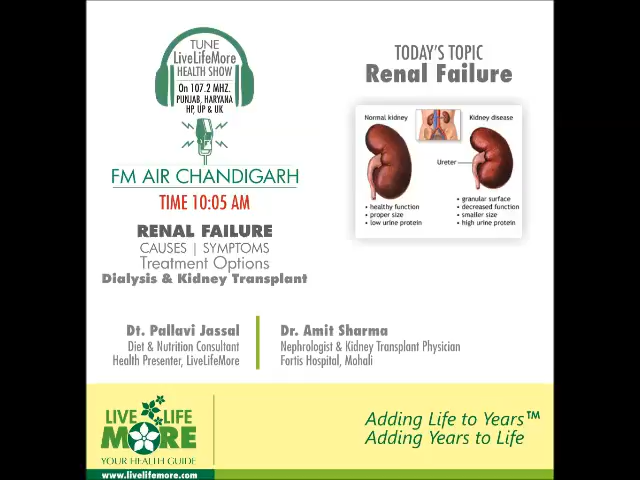 TUNE
LiveLifeMore
HEALTH SHOW
On 107.2 MHZ.
PUNJAB, HARYANA
HP, UP & UK
FM AIR CHANDIGARH
TIME 10:05 AM
RENAL FAILURE
CAUSES | SYMPTOMS
Treatment Options
Dialysis & Kidney Transplant
TODAY'S TOPIC
Renal Failure
Normal kidney
Kidney disease
Ureter
• healthy function
• proper size
• low urine protein
• granular surface
• decreased function
• smaller size
• high urine protein
Dt. Pallavi Jassal
Diet & Nutrition Consultant
Health Presenter, LiveLifeMore
Dr. Amit Sharma
Nephrologist & Kidney Transplant Physician
Fortis Hospital, Mohali
LIVE LIFE
MORE
YOUR HEALTH GUIDE
www.livelifemore.com
Adding Life to Years™
Adding Years to Life